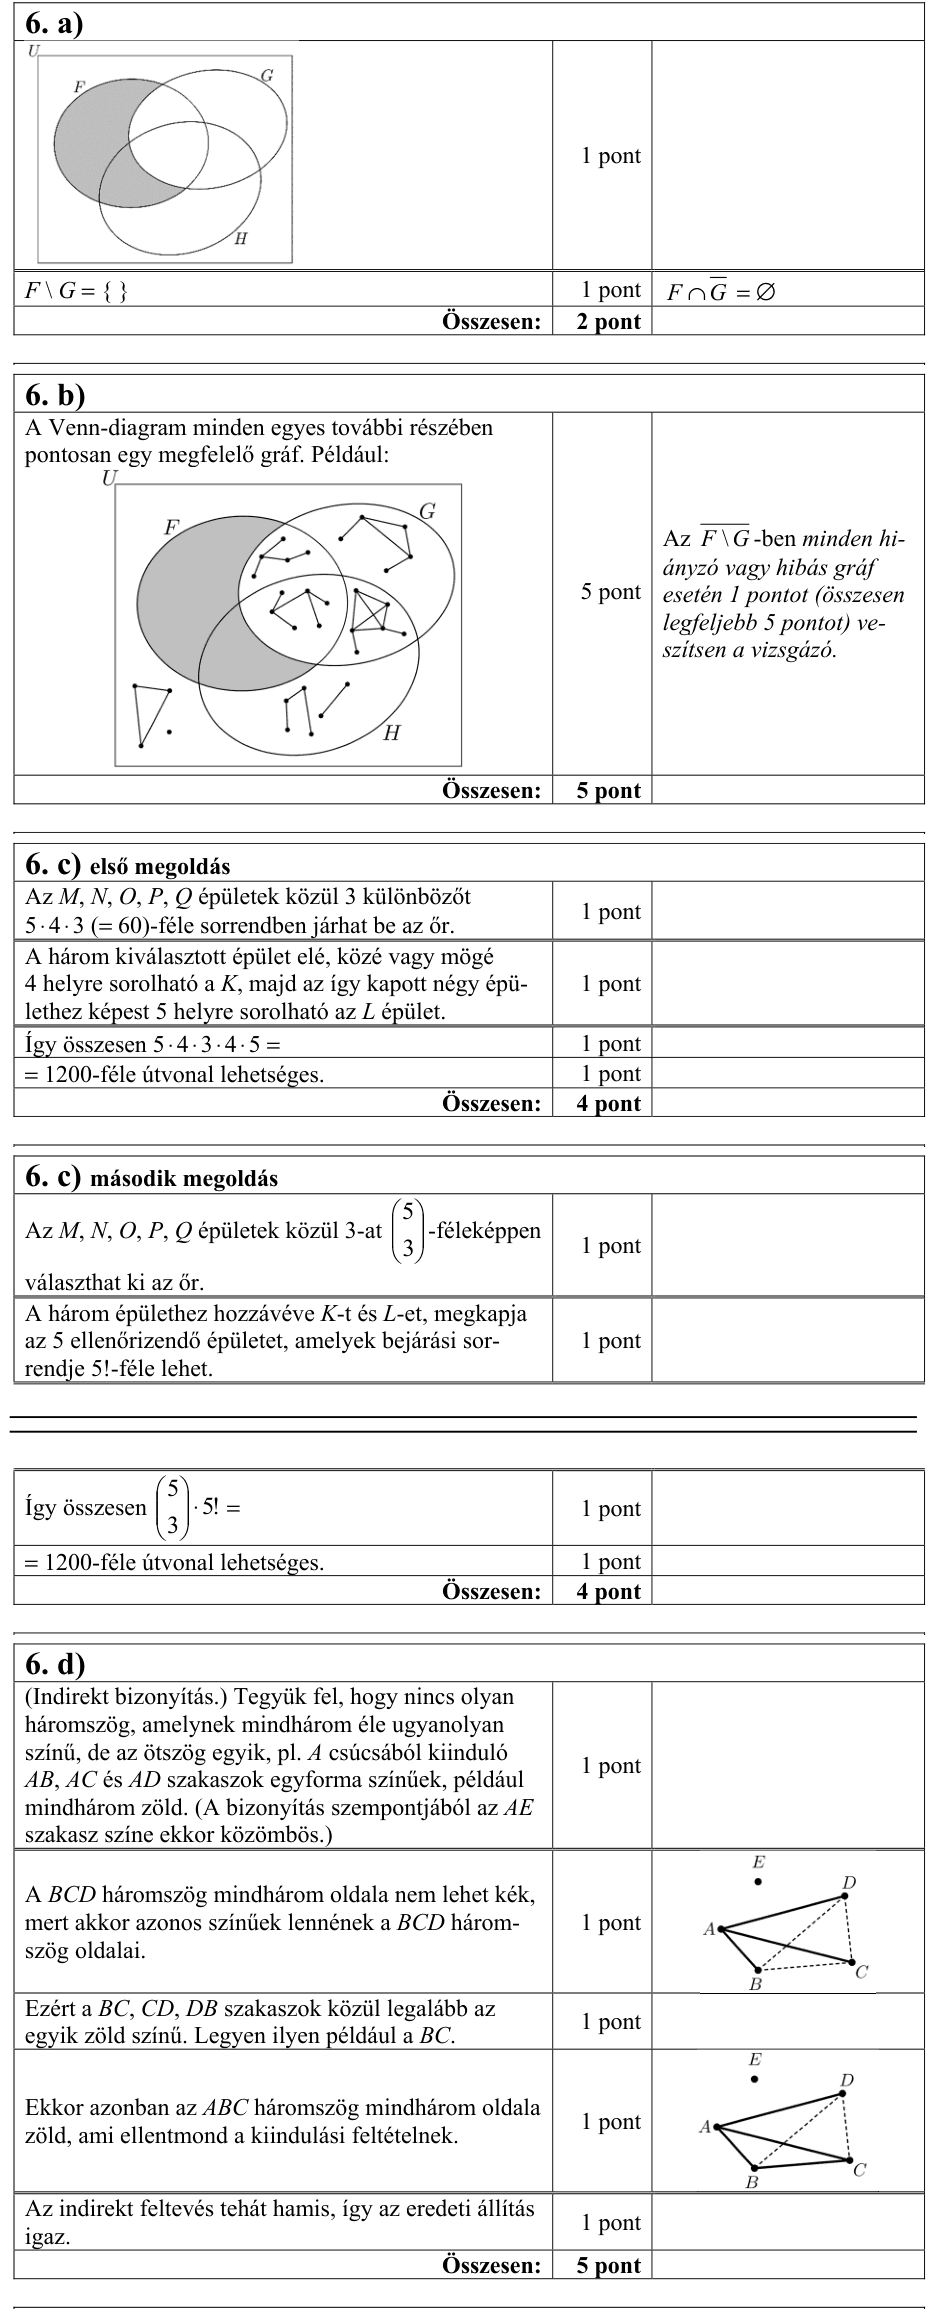 6. a)
U
F
G
H
1 pont
F \ G = { }
1 pont
F ∩ G̅ = ∅
Összesen:
2 pont
6. b)
A Venn-diagram minden egyes további részében
pontosan egy megfelelő gráf. Például:
U
F
G
H
5 pont
Az F \ G -ben minden hi-
ányzó vagy hibás gráf
esetén 1 pontot (összesen
legfeljebb 5 pontot) ve-
szítsen a vizsgázó.
Összesen:
5 pont
6. c) első megoldás
Az M, N, O, P, Q épületek közül 3 különbözőt
5·4·3 (= 60)-féle sorrendben járhat be az őr.
1 pont
A három kiválasztott épület elé, közé vagy mögé
4 helyre sorolható a K, majd az így kapott négy épü-
lethez képest 5 helyre sorolható az L épület.
1 pont
Így összesen 5·4·3·4·5 =
1 pont
= 1200-féle útvonal lehetséges.
1 pont
Összesen:
4 pont
6. c) második megoldás
Az M, N, O, P, Q épületek közül 3-at (5 3)-féleképpen
választhat ki az őr.
1 pont
A három épülethez hozzávéve K-t és L-et, megkapja
az 5 ellenőrizendő épületet, amelyek bejárási sor-
rendje 5!-féle lehet.
1 pont
Így összesen (5 3)·5! =
1 pont
= 1200-féle útvonal lehetséges.
1 pont
Összesen:
4 pont
6. d)
(Indirekt bizonyítás.) Tegyük fel, hogy nincs olyan
háromszög, amelynek mindhárom éle ugyanolyan
színű, de az ötszög egyik, pl. A csúcsából kiinduló
AB, AC és AD szakaszok egyforma színűek, például
mindhárom zöld. (A bizonyítás szempontjából az AE
szakasz színe ekkor közömbös.)
1 pont
A BCD háromszög mindhárom oldala nem lehet kék,
mert akkor azonos színűek lennének a BCD három-
szög oldalai.
1 pont
E
D
A
C
B
Ezért a BC, CD, DB szakaszok közül legalább az
egyik zöld színű. Legyen ilyen például a BC.
1 pont
Ekkor azonban az ABC háromszög mindhárom oldala
zöld, ami ellentmond a kiindulási feltételnek.
1 pont
E
D
A
C
B
Az indirekt feltevés tehát hamis, így az eredeti állítás
igaz.
1 pont
Összesen:
5 pont